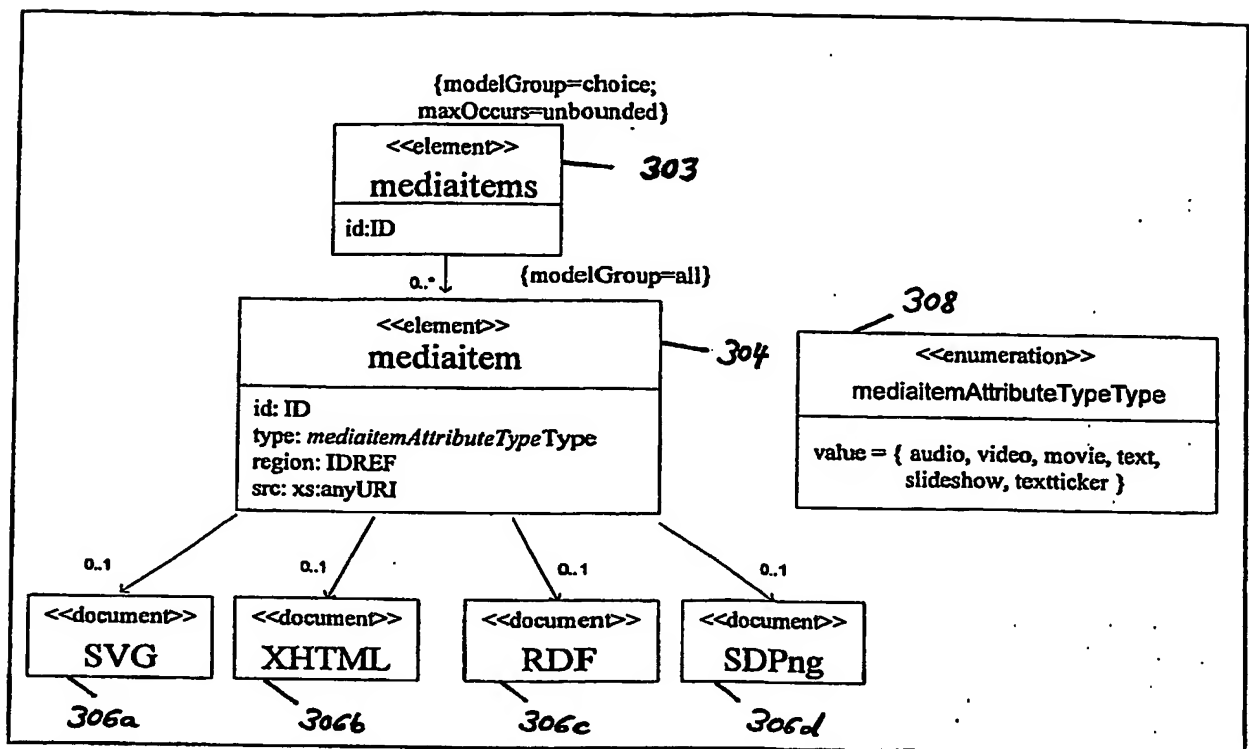 {modelGroup=choice;
maxOccurs=unbounded}
<<element>>
mediaitems
303
id:ID
0..*
{modelGroup=all}
<<element>>
mediaitem
304
id: ID
type: mediaitemAttributeTypeType
region: IDREF
src: xs:anyURI
308
<<enumeration>>
mediaitemAttributeTypeType
value = { audio, video, movie, text,
slideshow, textticker }
0..1
0..1
0..1
0..1
<<document>>
SVG
<<document>>
XHTML
<<document>>
RDF
<<document>>
SDPng
306a
306b
306c
306d